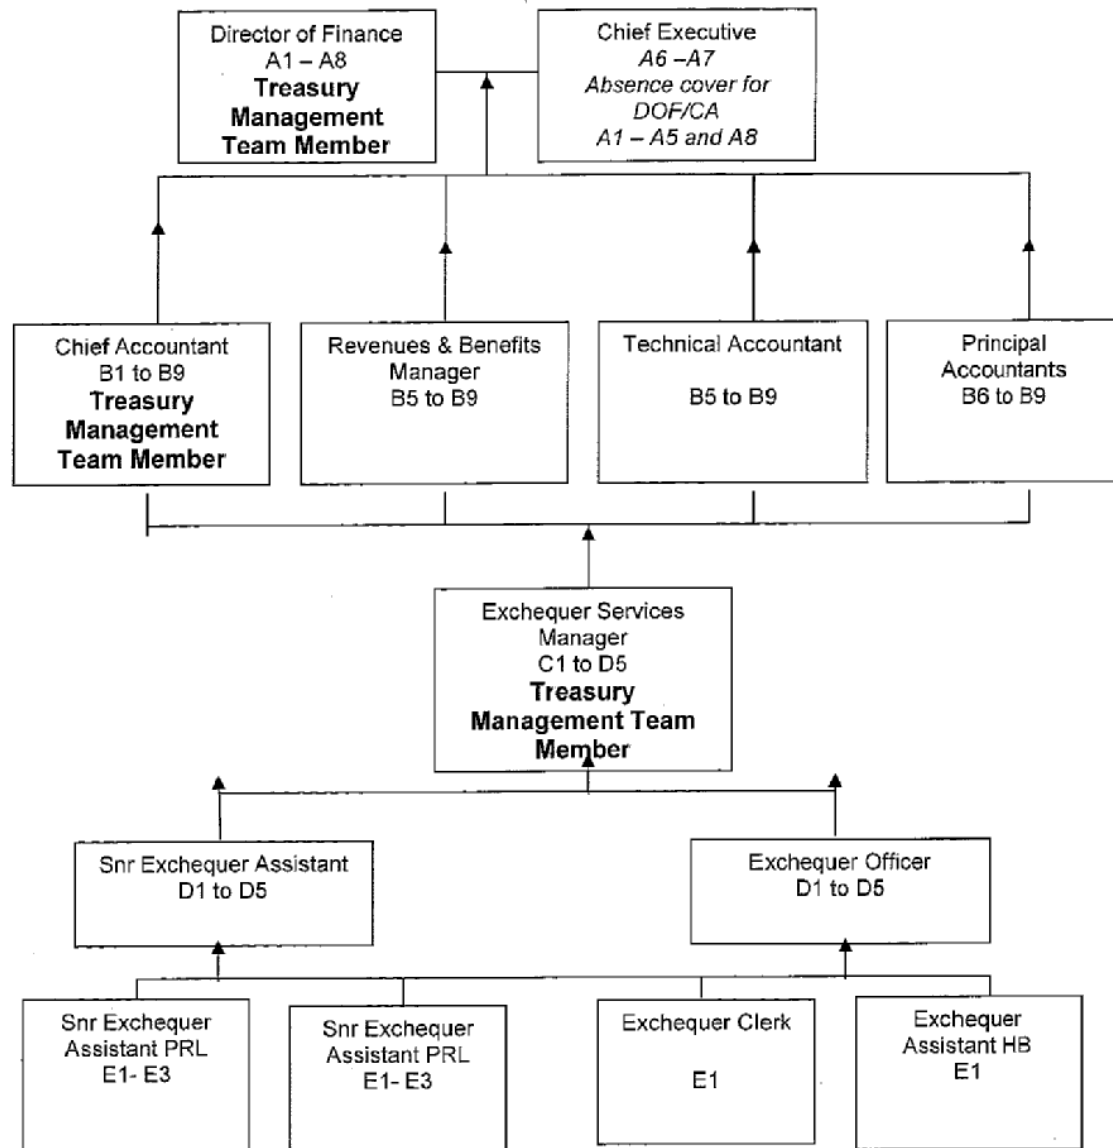 Director of Finance
A1 – A8
Treasury
Management
Team Member
Chief Executive
A6 –A7
Absence cover for
DOF/CA
A1 – A5 and A8
Chief Accountant
B1 to B9
Treasury
Management
Team Member
Revenues & Benefits
Manager
B5 to B9
Technical Accountant
B5 to B9
Principal
Accountants
B6 to B9
Exchequer Services
Manager
C1 to D5
Treasury
Management Team
Member
Snr Exchequer Assistant
D1 to D5
Exchequer Officer
D1 to D5
Snr Exchequer
Assistant PRL
E1- E3
Snr Exchequer
Assistant PRL
E1- E3
Exchequer Clerk
E1
Exchequer
Assistant HB
E1